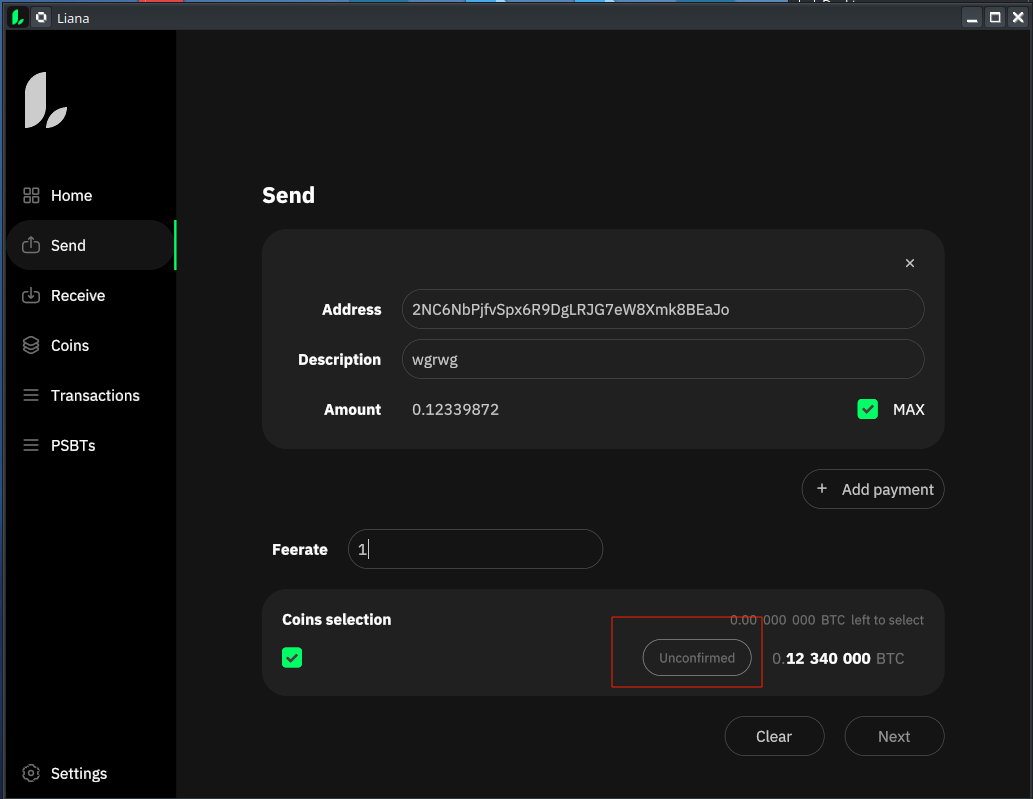 Liana
Home
Send
Receive
Coins
Transactions
PSBTs
Settings
Send
Address 2NC6NbPjfvSpx6R9DgLRJG7eW8Xmk8BEaJo
Description wgrwg
Amount 0.12339872 MAX
+ Add payment
Feerate 1
Coins selection 0.00 000 000 BTC left to select
Unconfirmed 0.12 340 000 BTC
Clear Next